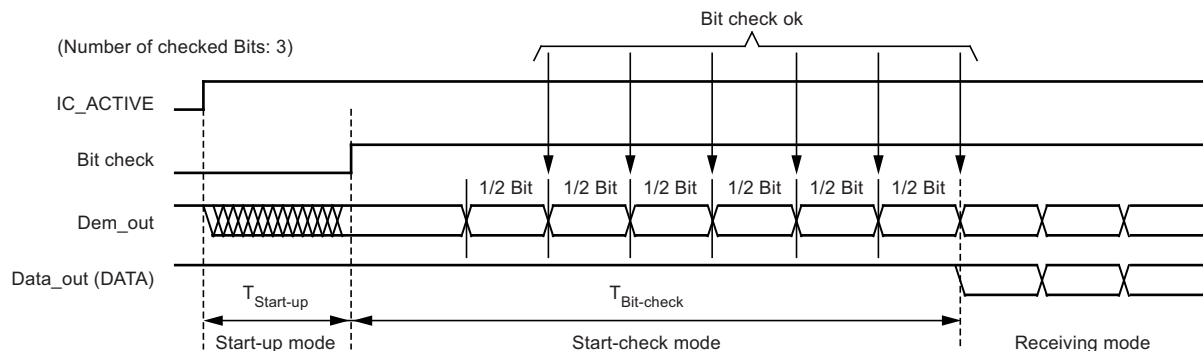 Bit check ok
(Number of checked Bits: 3)
IC_ACTIVE
Bit check
1/2 Bit 1/2 Bit 1/2 Bit 1/2 Bit 1/2 Bit 1/2 Bit
Dem_out
Data_out (DATA)
TStart-up TBit-check
Start-up mode Start-check mode Receiving mode